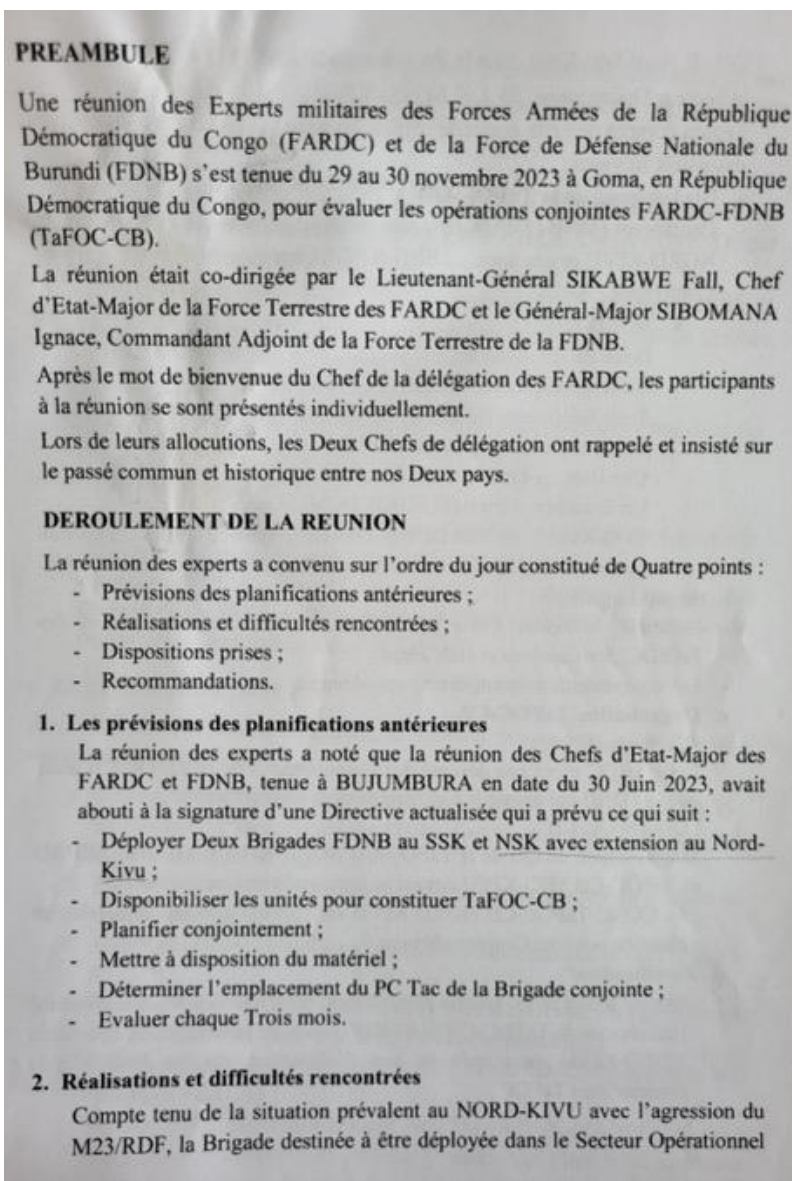 PREAMBULE
Une réunion des Experts militaires des Forces Armées de la République
Démocratique du Congo (FARDC) et de la Force de Défense Nationale du
Burundi (FDNB) s'est tenue du 29 au 30 novembre 2023 à Goma, en République
Démocratique du Congo, pour évaluer les opérations conjointes FARDC-FDNB
(TaFOC-CB).
La réunion était co-dirigée par le Lieutenant-Général SIKABWE Fall, Chef
d'Etat-Major de la Force Terrestre des FARDC et le Général-Major SIBOMANA
Ignace, Commandant Adjoint de la Force Terrestre de la FDNB.
Après le mot de bienvenue du Chef de la délégation des FARDC, les participants
à la réunion se sont présentés individuellement.
Lors de leurs allocutions, les Deux Chefs de délégation ont rappelé et insisté sur
le passé commun et historique entre nos Deux pays.
DEROULEMENT DE LA REUNION
La réunion des experts a convenu sur l'ordre du jour constitué de Quatre points :
- Prévisions des planifications antérieures ;
- Réalisations et difficultés rencontrées ;
- Dispositions prises ;
- Recommandations.
1. Les prévisions des planifications antérieures
La réunion des experts a noté que la réunion des Chefs d'Etat-Major des
FARDC et FDNB, tenue à BUJUMBURA en date du 30 Juin 2023, avait
abouti à la signature d'une Directive actualisée qui a prévu ce qui suit :
- Déployer Deux Brigades FDNB au SSK et NSK avec extension au Nord-
Kivu ;
- Disponibiliser les unités pour constituer TaFOC-CB ;
- Planifier conjointement ;
- Mettre à disposition du matériel ;
- Déterminer l'emplacement du PC Tac de la Brigade conjointe ;
- Evaluer chaque Trois mois.
2. Réalisations et difficultés rencontrées
Compte tenu de la situation prévalent au NORD-KIVU avec l'agression du
M23/RDF, la Brigade destinée à être déployée dans le Secteur Opérationnel